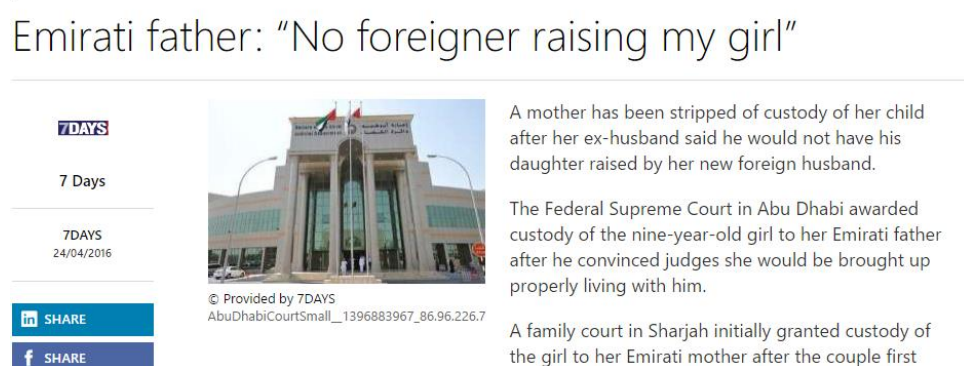 Emirati father: “No foreigner raising my girl”
7DAYS
7 Days
7DAYS
24/04/2016
in SHARE
f SHARE
© Provided by 7DAYS
AbuDhabiCourtSmall__1396883967_86.96.226.7
A mother has been stripped of custody of her child
after her ex-husband said he would not have his
daughter raised by her new foreign husband.
The Federal Supreme Court in Abu Dhabi awarded
custody of the nine-year-old girl to her Emirati father
after he convinced judges she would be brought up
properly living with him.
A family court in Sharjah initially granted custody of
the girl to her Emirati mother after the couple first